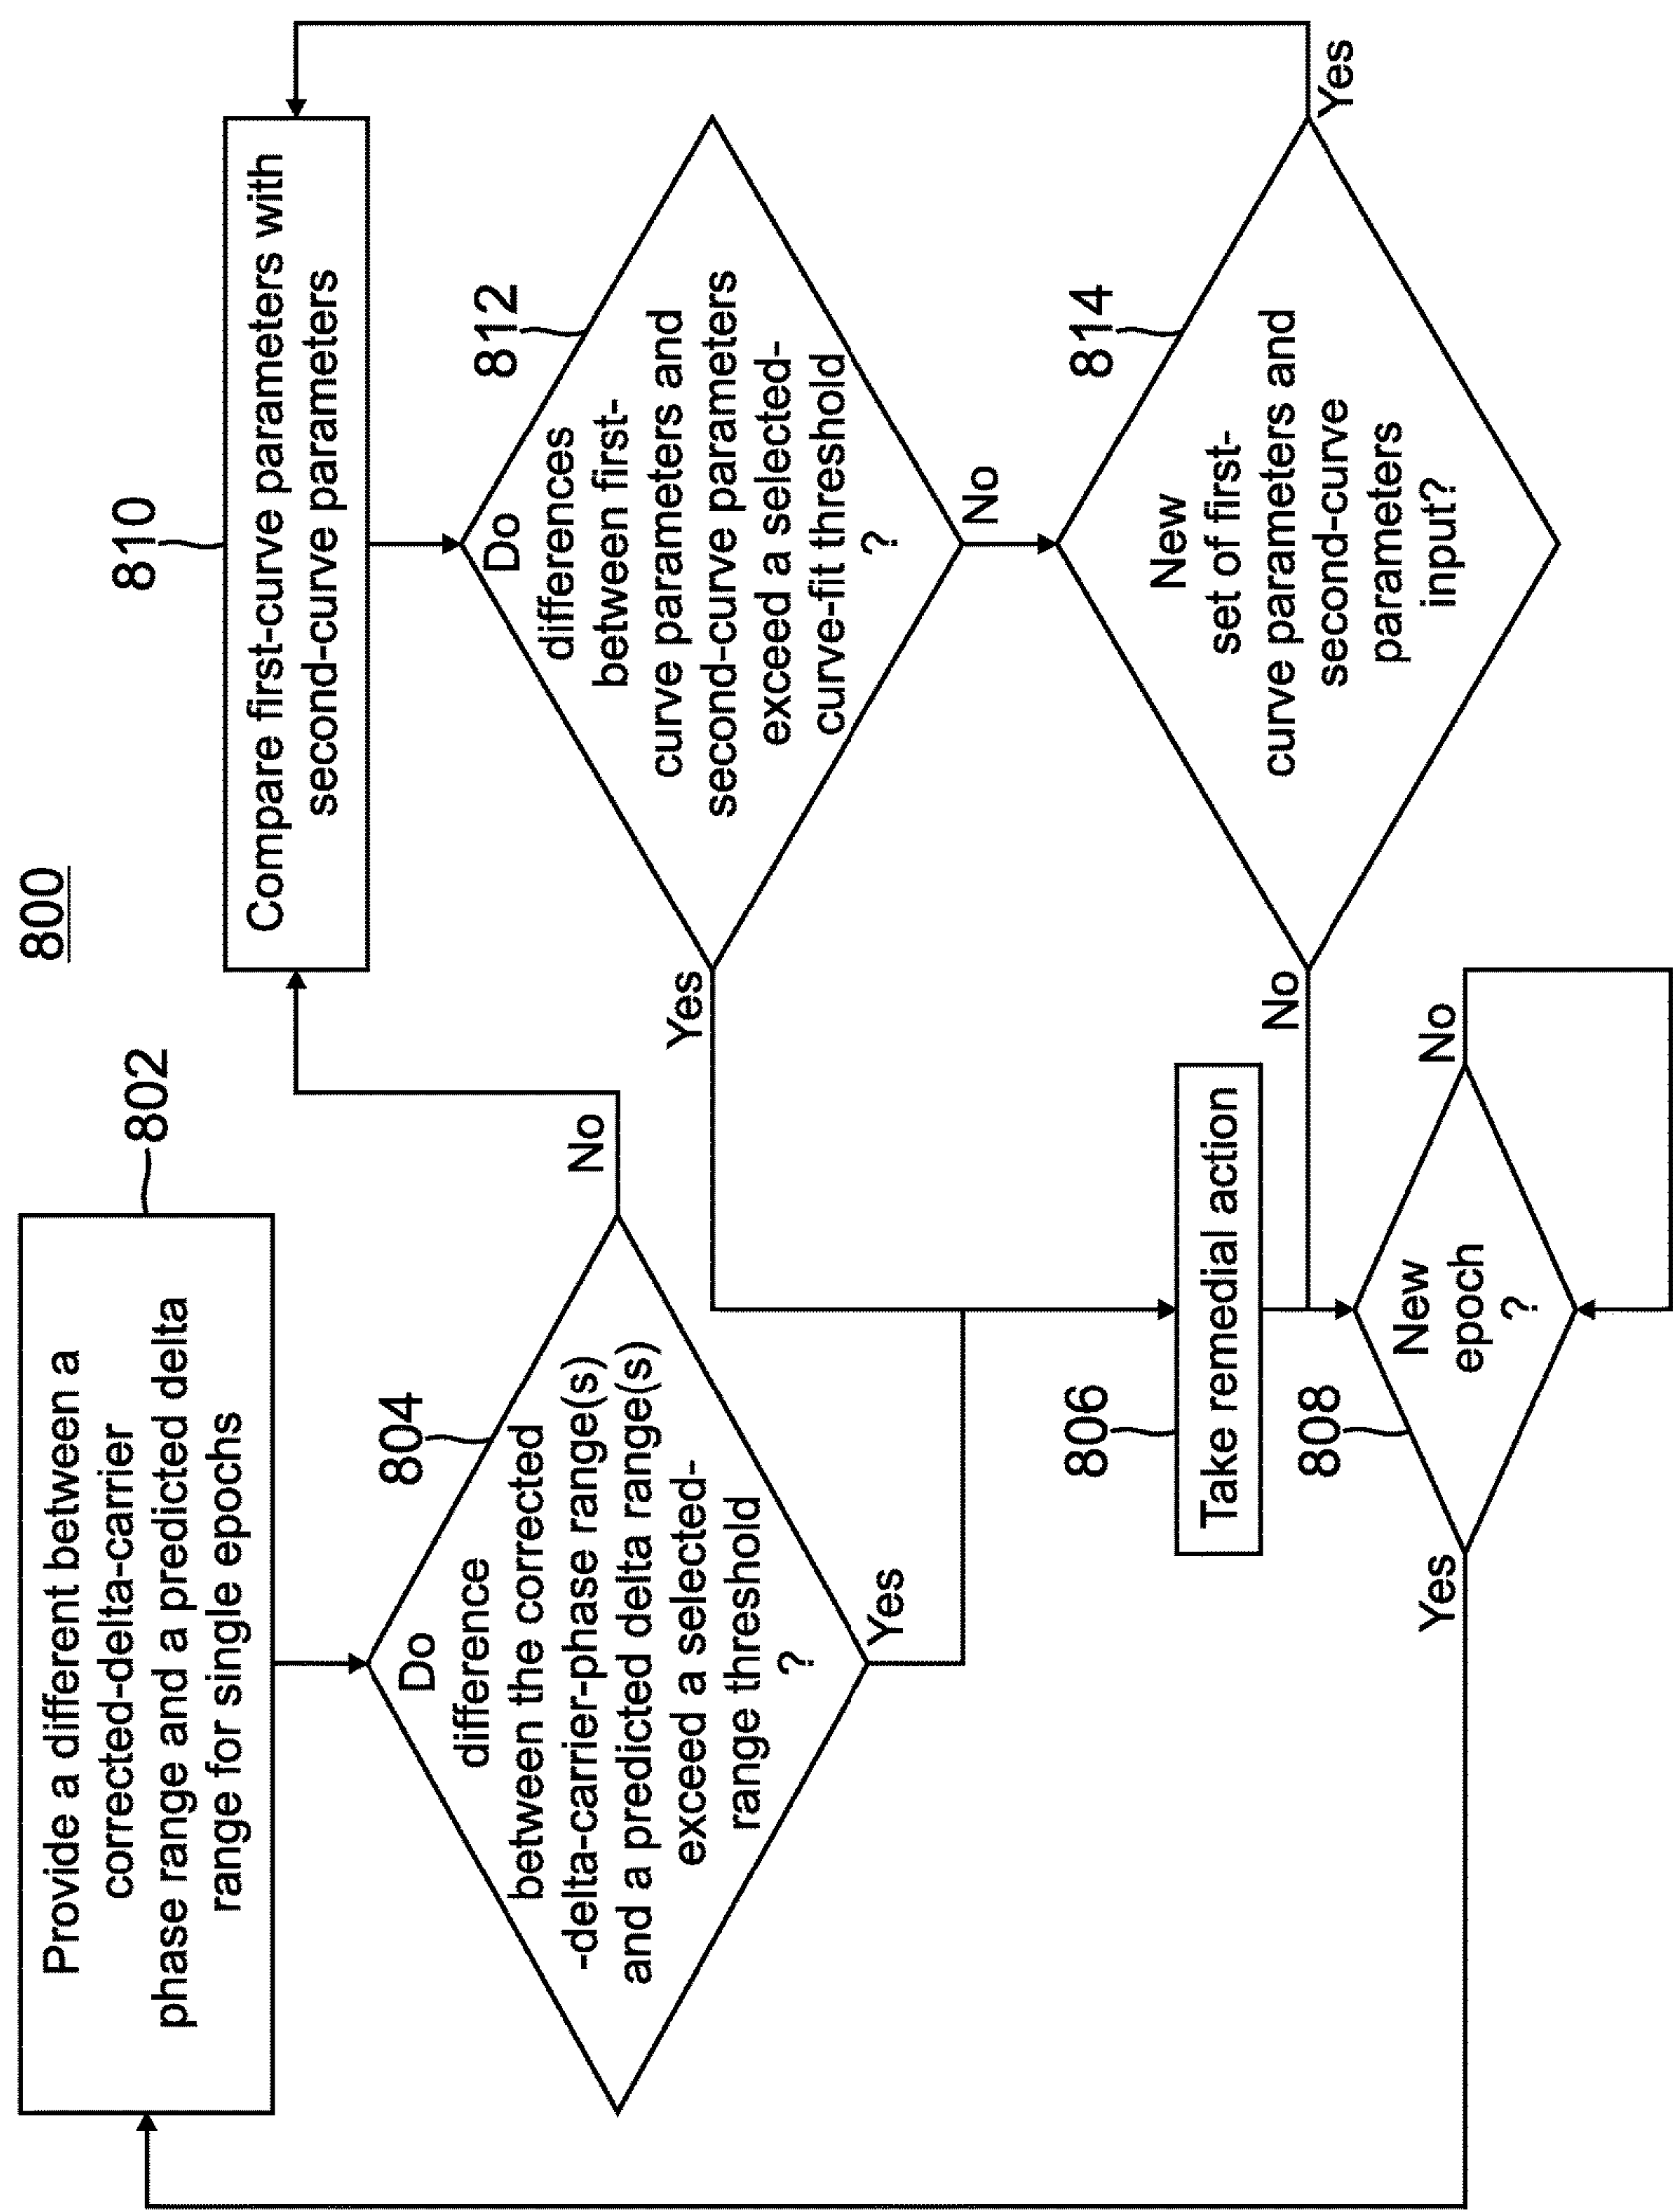 800
802
Provide a different between a
corrected-delta-carrier
phase range and a predicted delta
range for single epochs
804
Do
difference
between the corrected
-delta-carrier-phase range(s)
and a predicted delta range(s)
exceed a selected-
range threshold
?
No
Yes
806
Take remedial action
808
New
epoch
?
Yes
No
810
Compare first-curve parameters with
second-curve parameters
812
Do
differences
between first-
curve parameters and
second-curve parameters
exceed a selected-
curve-fit threshold
?
Yes
No
814
New
set of first-
curve parameters and
second-curve
parameters
input?
No
Yes